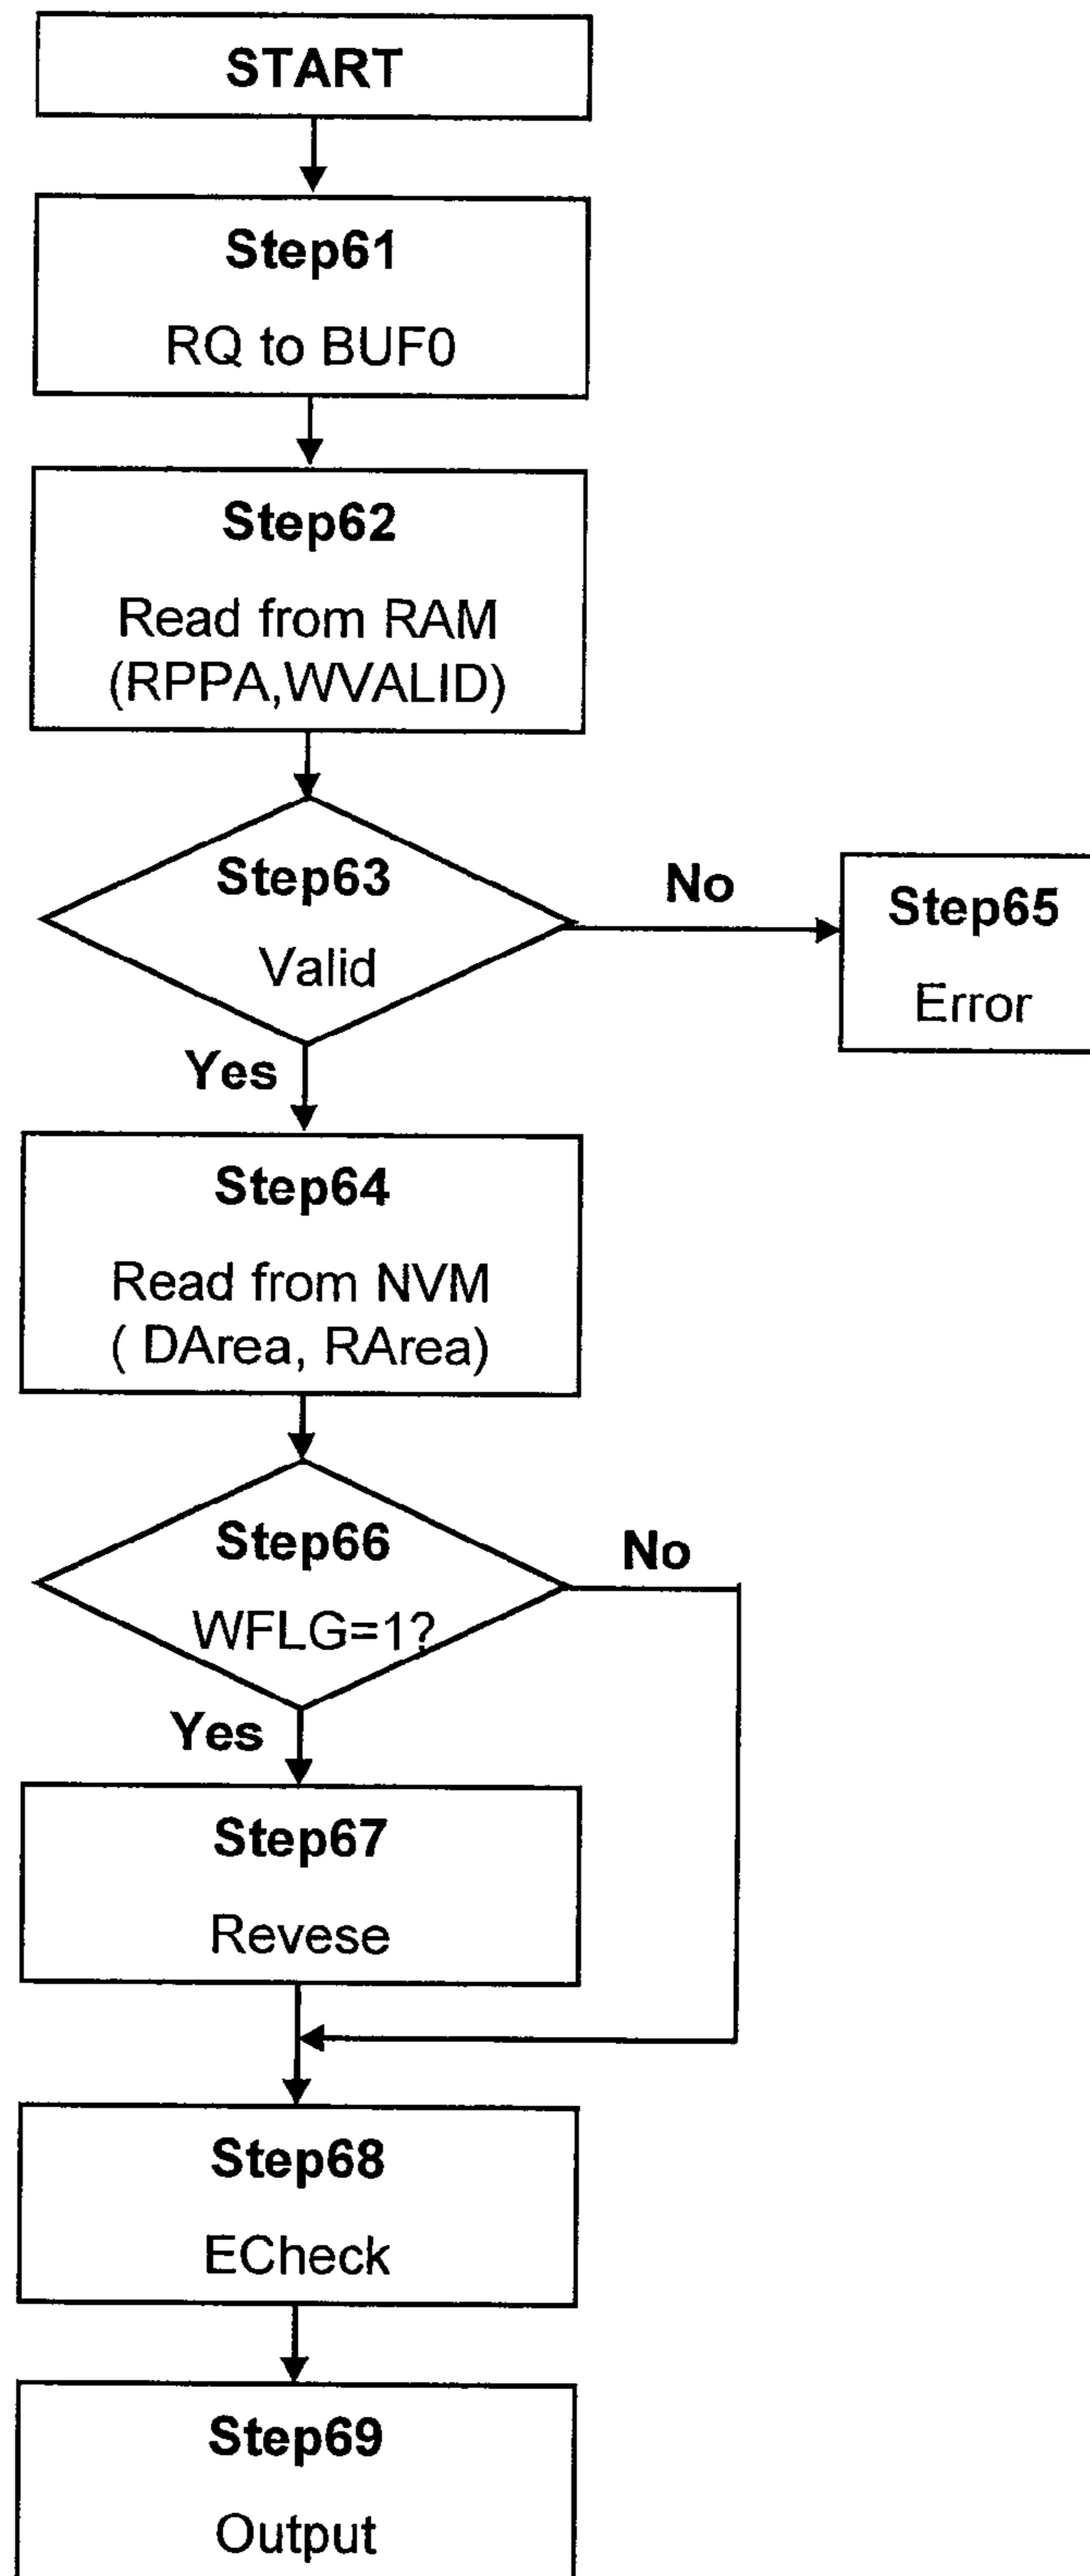 START
Step61
RQ to BUF0
Step62
Read from RAM
(RPPA,WVALID)
Step63
Valid
No
Step65
Error
Yes
Step64
Read from NVM
( DArea, RArea)
Step66
WFLG=1?
No
Yes
Step67
Revese
Step68
ECheck
Step69
Output